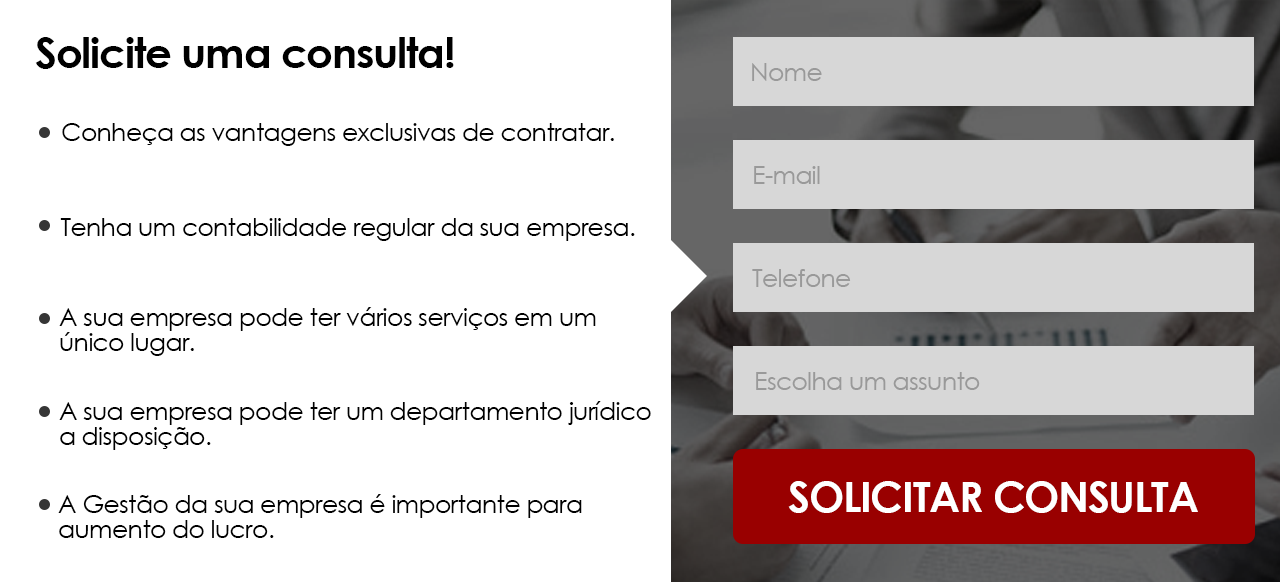 Solicite uma consulta!
Conheça as vantagens exclusivas de contratar.
Tenha um contabilidade regular da sua empresa.
A sua empresa pode ter vários serviços em um
único lugar.
A sua empresa pode ter um departamento jurídico
a disposição.
A Gestão da sua empresa é importante para
aumento do lucro.
Nome
E-mail
Telefone
Escolha um assunto
SOLICITAR CONSULTA